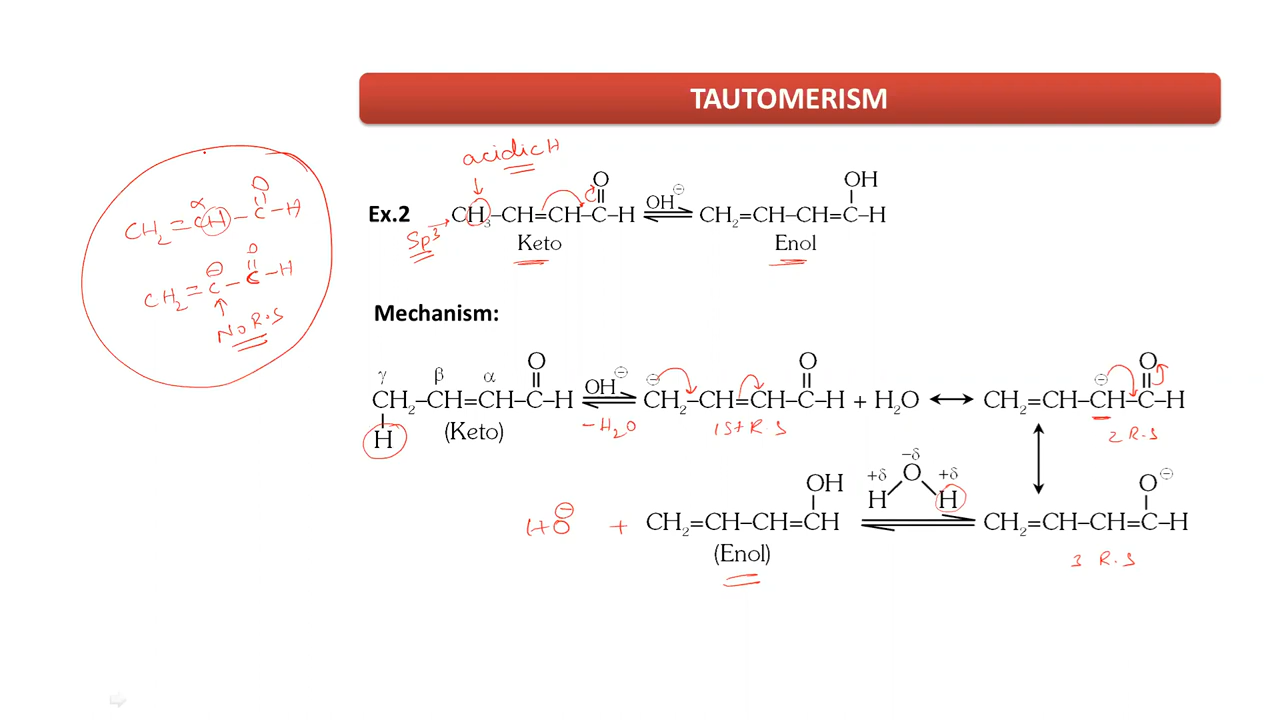 TAUTOMERISM
acidic H
O
OH
Ex.2 CH3–CH=CH–C–H OH⊖ CH2=CH–CH=C–H
Sp3
Keto
Enol
α O
CH2=CH–C–H
⊖ O
CH2=C–C–H
No R.S
Mechanism:
γ β α O
CH2–CH=CH–C–H OH⊖ ⊖ CH2–CH=CH–C–H + H2O ↔ CH2=CH–CH–C–H
H
(Keto)
–H2O
1st R S
2 R.S
OH
+δ –δ +δ
H O H
O⊖
HO⊖ + CH2=CH–CH=CH
CH2=CH–CH=C–H
(Enol)
3 R.S